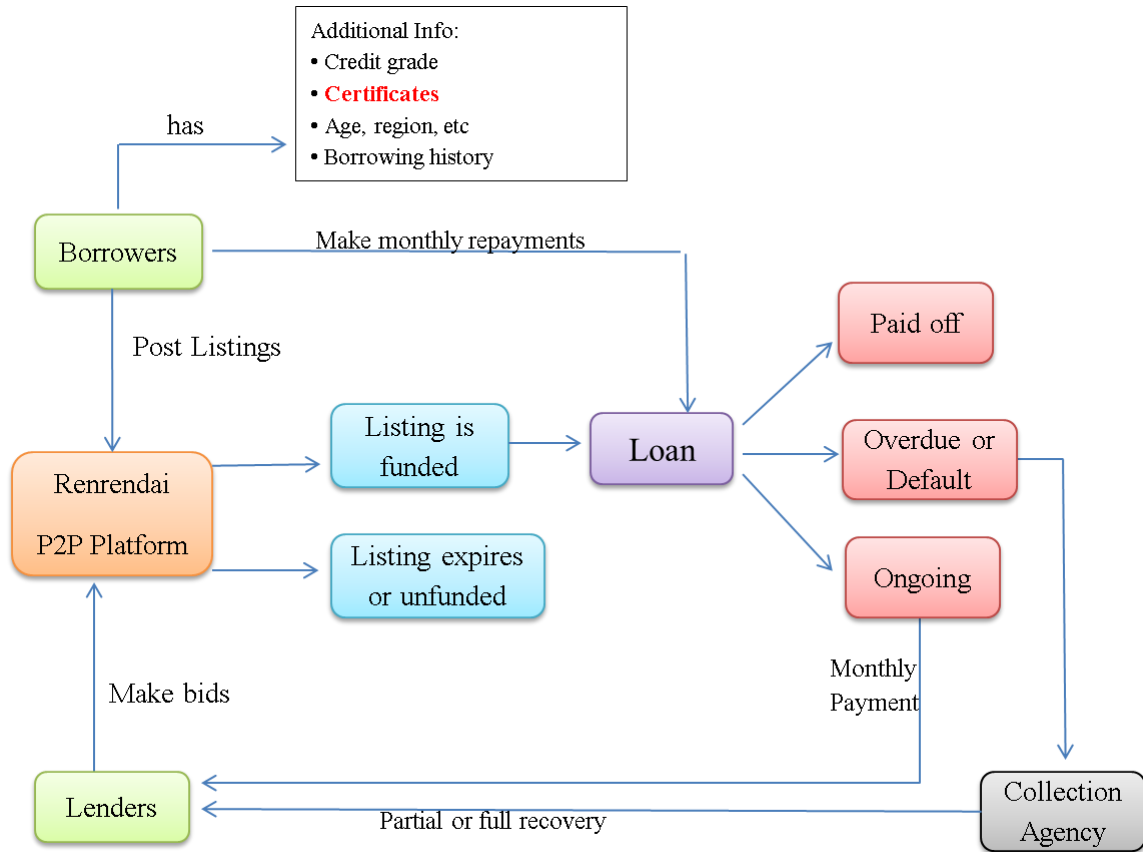 Additional Info:
• Credit grade
• Certificates
• Age, region, etc
• Borrowing history
has
Borrowers
Make monthly repayments
Post Listings
Paid off
Listing is
funded
Loan
Overdue or
Default
Renrendai
P2P Platform
Listing expires
or unfunded
Ongoing
Make bids
Monthly
Payment
Lenders
Partial or full recovery
Collection
Agency